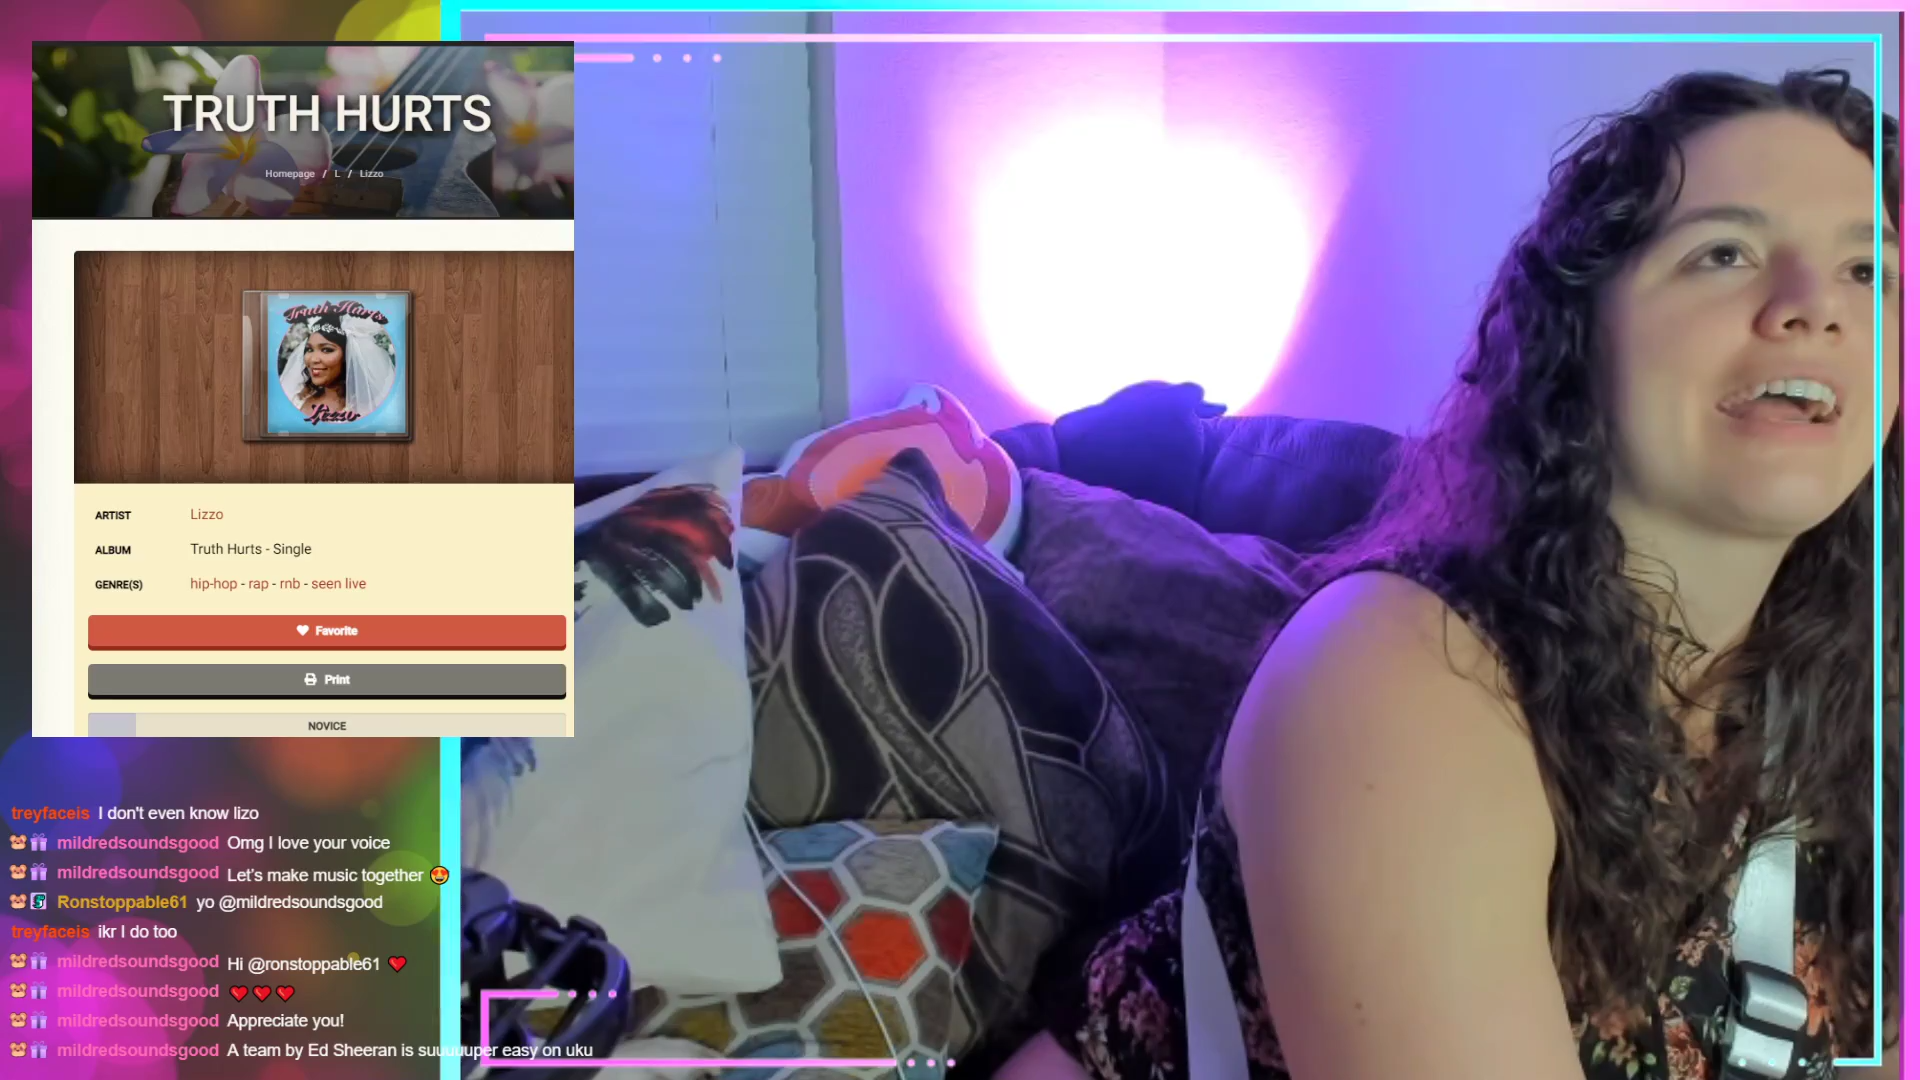 TRUTH HURTS
Homepage / L / Lizzo
Truth Hurts
Lizzo
ARTIST Lizzo
ALBUM Truth Hurts - Single
GENRE(S) hip-hop - rap - rnb - seen live
Favorite
Print
NOVICE
treyfaceis I don't even know lizo
mildredsoundsgood Omg I love your voice
mildredsoundsgood Let's make music together
Ronstoppable61 yo @mildredsoundsgood
treyfaceis ikr I do too
mildredsoundsgood Hi @ronstoppable61
mildredsoundsgood
mildredsoundsgood Appreciate you!
mildredsoundsgood A team by Ed Sheeran is suuuuuper easy on uku